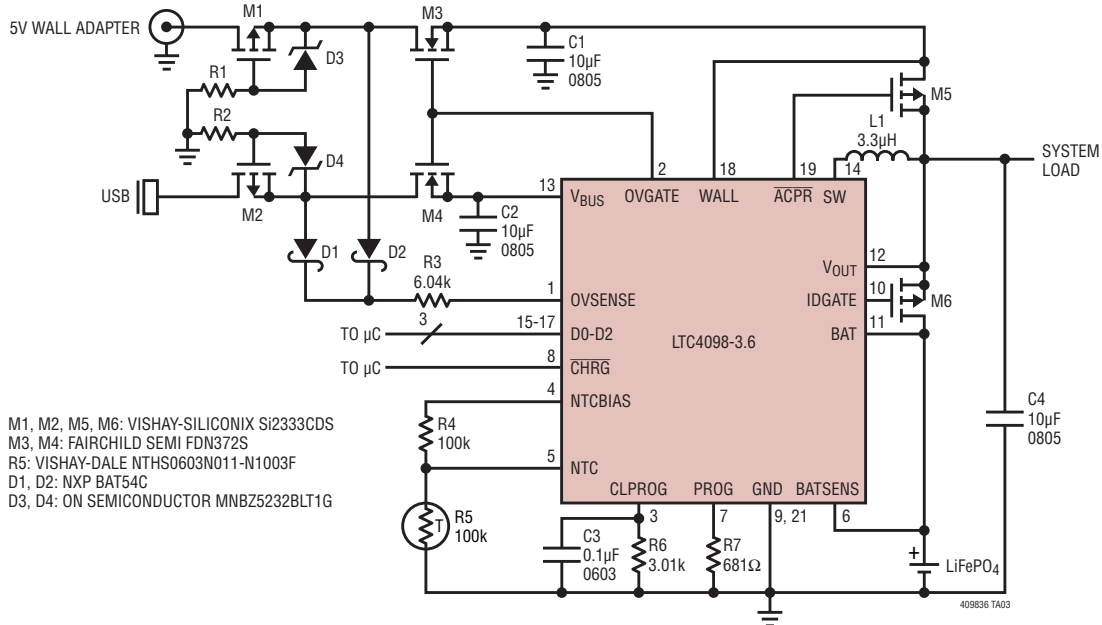 M1
M3
5V WALL ADAPTER
D3
C1
10µF
0805
M5
R1
R2
L1
3.3µH
D4
USB
M2
M4
C2
10µF
0805
13
2
18
19
14
SYSTEM
LOAD
VBUS
OVGATE
WALL
ACPR
SW
D1
D2
R3
6.04k
VOUT
12
1
OVSENSE
IDGATE
10
M6
TO µC
3
15-17
D0-D2
BAT
11
LTC4098-3.6
TO µC
8
CHRG
4
NTCBIAS
C4
10µF
0805
M1, M2, M5, M6: VISHAY-SILICONIX Si2333CDS
M3, M4: FAIRCHILD SEMI FDN372S
R5: VISHAY-DALE NTHS0603N011-N1003F
D1, D2: NXP BAT54C
D3, D4: ON SEMICONDUCTOR MNBZ5232BLT1G
R4
100k
5
NTC
CLPROG
PROG
GND
BATSENS
T
R5
100k
3
7
9, 21
6
C3
0.1µF
0603
R6
3.01k
R7
681Ω
+
LiFePO4
409836 TA03